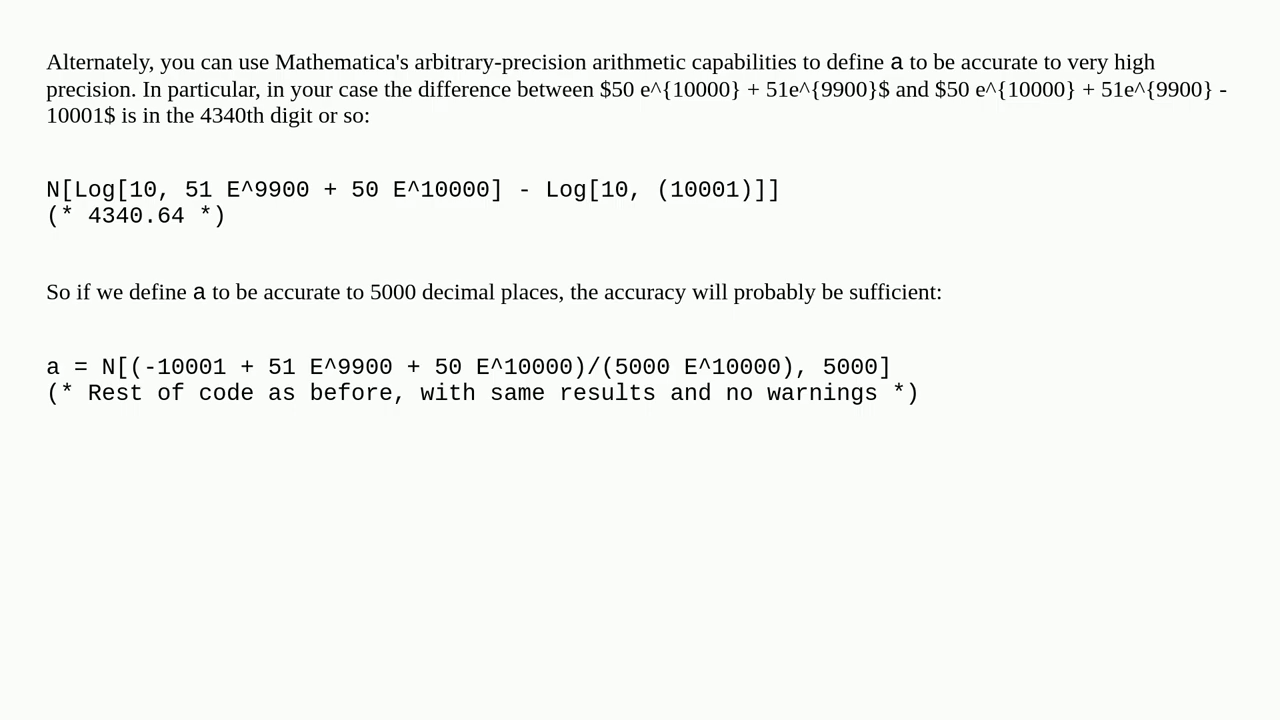 Alternately, you can use Mathematica's arbitrary-precision arithmetic capabilities to define a to be accurate to very high
precision. In particular, in your case the difference between $50 e^{10000} + 51e^{9900}$ and $50 e^{10000} + 51e^{9900} -
10001$ is in the 4340th digit or so:
N[Log[10, 51 E^9900 + 50 E^10000] - Log[10, (10001)]]
(* 4340.64 *)
So if we define a to be accurate to 5000 decimal places, the accuracy will probably be sufficient:
a = N[(-10001 + 51 E^9900 + 50 E^10000)/(5000 E^10000), 5000]
(* Rest of code as before, with same results and no warnings *)